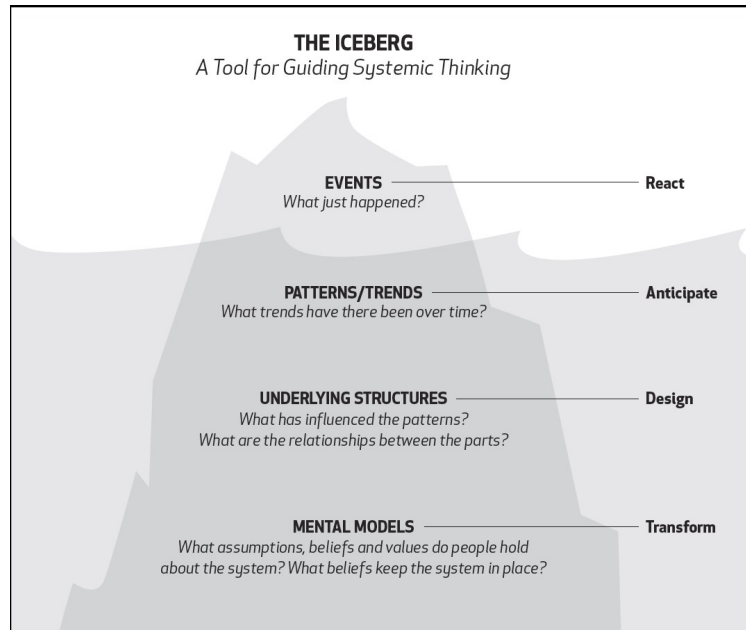 THE ICEBERG
A Tool for Guiding Systemic Thinking
EVENTS React
What just happened?
PATTERNS/TRENDS Anticipate
What trends have there been over time?
UNDERLYING STRUCTURES Design
What has influenced the patterns?
What are the relationships between the parts?
MENTAL MODELS Transform
What assumptions, beliefs and values do people hold
about the system? What beliefs keep the system in place?